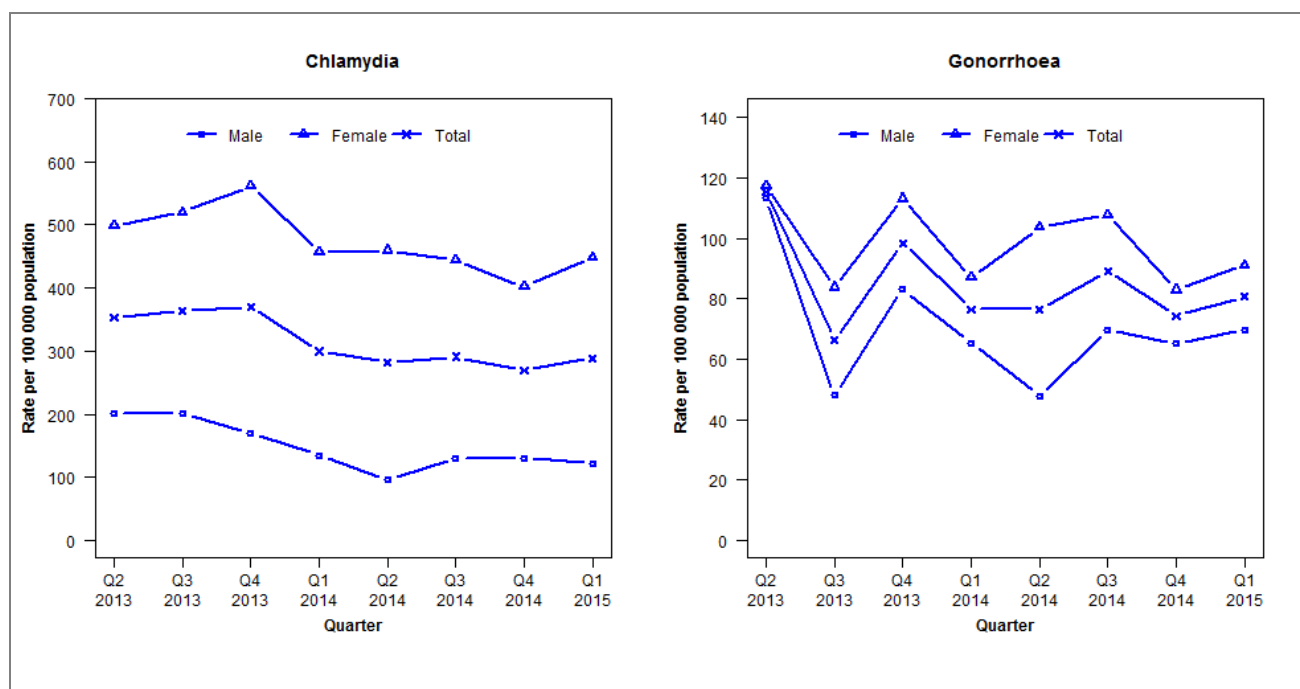 Chlamydia
Rate per 100 000 population
700
600
500
400
300
200
100
0
Male Female Total
Q2 Q3 Q4 Q1 Q2 Q3 Q4 Q1
2013 2013 2013 2014 2014 2014 2014 2015
Quarter
Gonorrhoea
Rate per 100 000 population
140
120
100
80
60
40
20
0
Male Female Total
Q2 Q3 Q4 Q1 Q2 Q3 Q4 Q1
2013 2013 2013 2014 2014 2014 2014 2015
Quarter